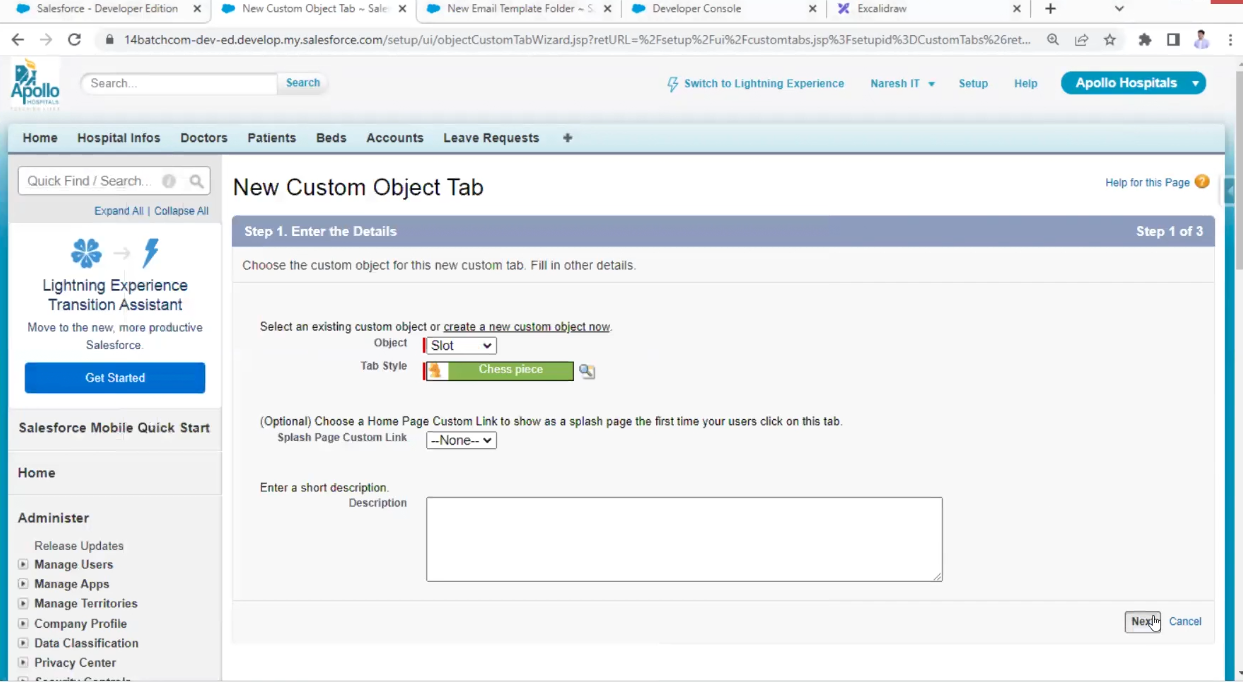 Salesforce - Developer Edition
New Custom Object Tab ~ Sale
New Email Template Folder ~ S
Developer Console
Excalidraw
14batchcom-dev-ed.develop.my.salesforce.com/setup/ui/objectCustomTabWizard.jsp?retURL=%2Fsetup%2Fui%2Fcustomtabs.jsp%3Fsetupid%3DCustomTabs%26ret...
Apollo
HOSPITALS
Search...
Search
Switch to Lightning Experience
Naresh IT
Setup
Help
Apollo Hospitals
Home Hospital Infos Doctors Patients Beds Accounts Leave Requests +
Quick Find / Search...
Expand All | Collapse All
Lightning Experience
Transition Assistant
Move to the new, more productive
Salesforce.
Get Started
Salesforce Mobile Quick Start
Home
Administer
Release Updates
Manage Users
Manage Apps
Manage Territories
Company Profile
Data Classification
Privacy Center
Security Controls
New Custom Object Tab
Help for this Page
Step 1. Enter the Details
Step 1 of 3
Choose the custom object for this new custom tab. Fill in other details.
Select an existing custom object or create a new custom object now.
Object
Slot
Tab Style
Chess piece
(Optional) Choose a Home Page Custom Link to show as a splash page the first time your users click on this tab.
Splash Page Custom Link
--None--
Enter a short description.
Description
Next
Cancel